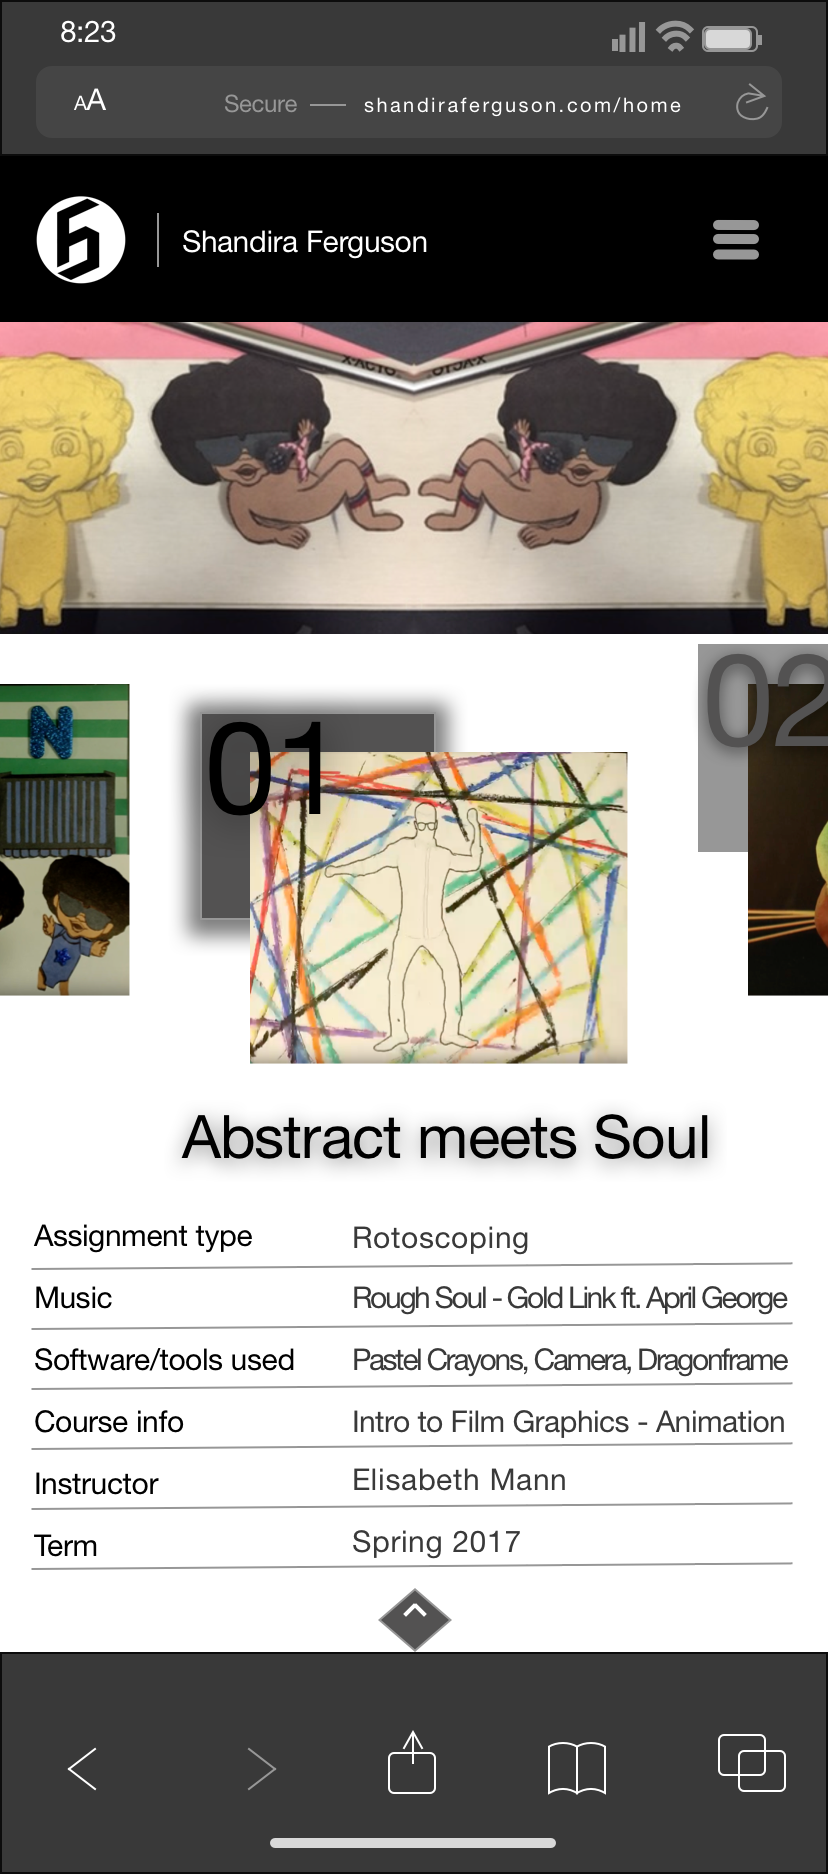 8:23
AA Secure — shandiraferguson.com/home
Shandira Ferguson
X-ACTO
02
N
01
Abstract meets Soul
Assignment type Rotoscoping
Music Rough Soul - Gold Link ft. April George
Software/tools used Pastel Crayons, Camera, Dragonframe
Course info Intro to Film Graphics - Animation
Instructor Elisabeth Mann
Term Spring 2017